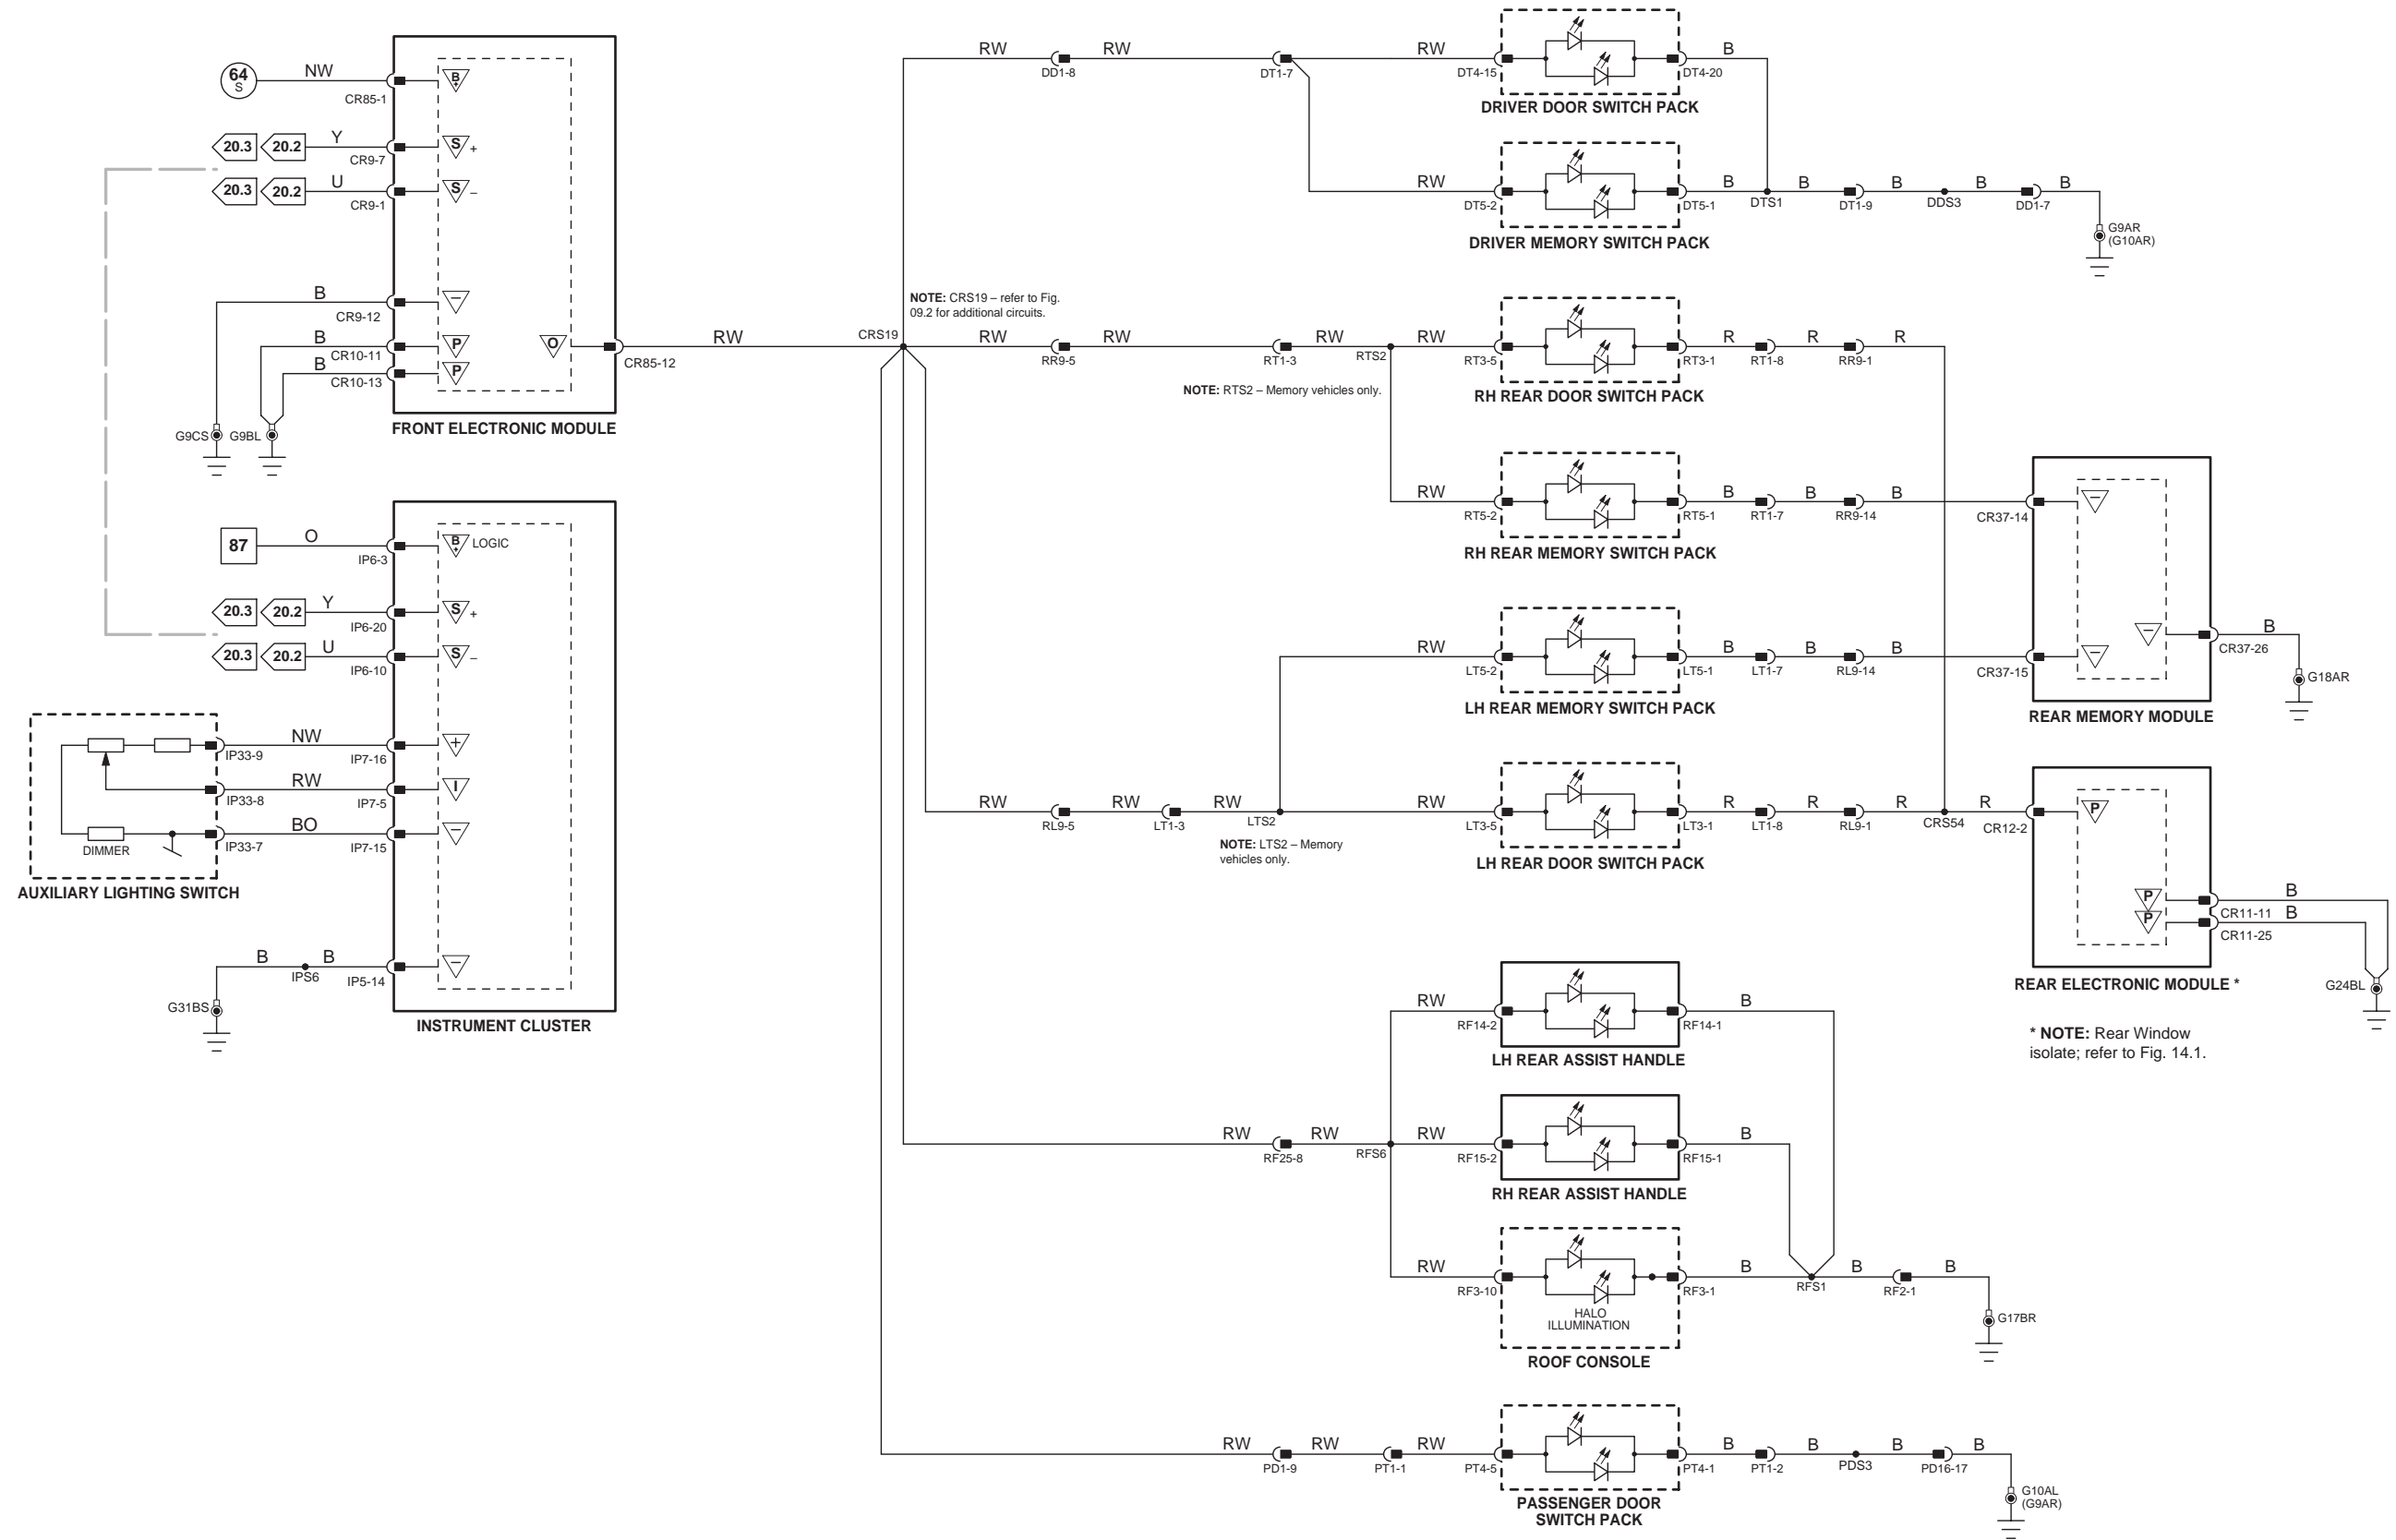 64
S
NW
CR85-1
B
+
20.3
20.2
Y
CR9-7
S
+
20.3
20.2
U
CR9-1
S
–
B
CR9-12
–
B
CR10-11
P
B
CR10-13
P
O
CR85-12
G9CS
G9BL
FRONT ELECTRONIC MODULE
87
O
IP6-3
B
+
LOGIC
20.3
20.2
Y
IP6-20
S
+
20.3
20.2
U
IP6-10
S
–
IP33-9
NW
IP7-16
+
IP33-8
RW
IP7-5
I
DIMMER
IP33-7
BO
IP7-15
–
AUXILIARY LIGHTING SWITCH
B
IPS6
B
IP5-14
–
G31BS
INSTRUMENT CLUSTER
RW
CRS19
NOTE: CRS19 – refer to Fig.
09.2 for additional circuits.
RW
DD1-8
RW
DT1-7
RW
DT4-15
DT4-20
B
DRIVER DOOR SWITCH PACK
RW
DT5-2
DT5-1
B
DTS1
B
DT1-9
B
DDS3
B
DD1-7
B
G9AR
(G10AR)
DRIVER MEMORY SWITCH PACK
RW
RR9-5
RW
RT1-3
RW
RTS2
RW
RT3-5
RT3-1
R
RT1-8
R
RR9-1
R
NOTE: RTS2 – Memory vehicles only.
RH REAR DOOR SWITCH PACK
RW
RT5-2
RT5-1
B
RT1-7
B
RR9-14
B
CR37-14
–
RH REAR MEMORY SWITCH PACK
RW
LT5-2
LT5-1
B
LT1-7
B
RL9-14
B
CR37-15
–
LH REAR MEMORY SWITCH PACK
–
CR37-26
B
G18AR
REAR MEMORY MODULE
RW
RL9-5
RW
LT1-3
RW
LTS2
RW
LT3-5
LT3-1
R
LT1-8
R
RL9-1
R
CRS54
R
CR12-2
P
NOTE: LTS2 – Memory
vehicles only.
LH REAR DOOR SWITCH PACK
P
CR11-11
B
P
CR11-25
B
G24BL
REAR ELECTRONIC MODULE *
* NOTE: Rear Window
isolate; refer to Fig. 14.1.
RW
RF14-2
RF14-1
B
LH REAR ASSIST HANDLE
RW
RF25-8
RW
RFS6
RW
RF15-2
RF15-1
B
RH REAR ASSIST HANDLE
RW
RF3-10
HALO
ILLUMINATION
RF3-1
B
RFS1
B
RF2-1
B
G17BR
ROOF CONSOLE
RW
PD1-9
RW
PT1-1
RW
PT4-5
PT4-1
B
PT1-2
B
PDS3
B
PD16-17
B
G10AL
(G9AR)
PASSENGER DOOR
SWITCH PACK